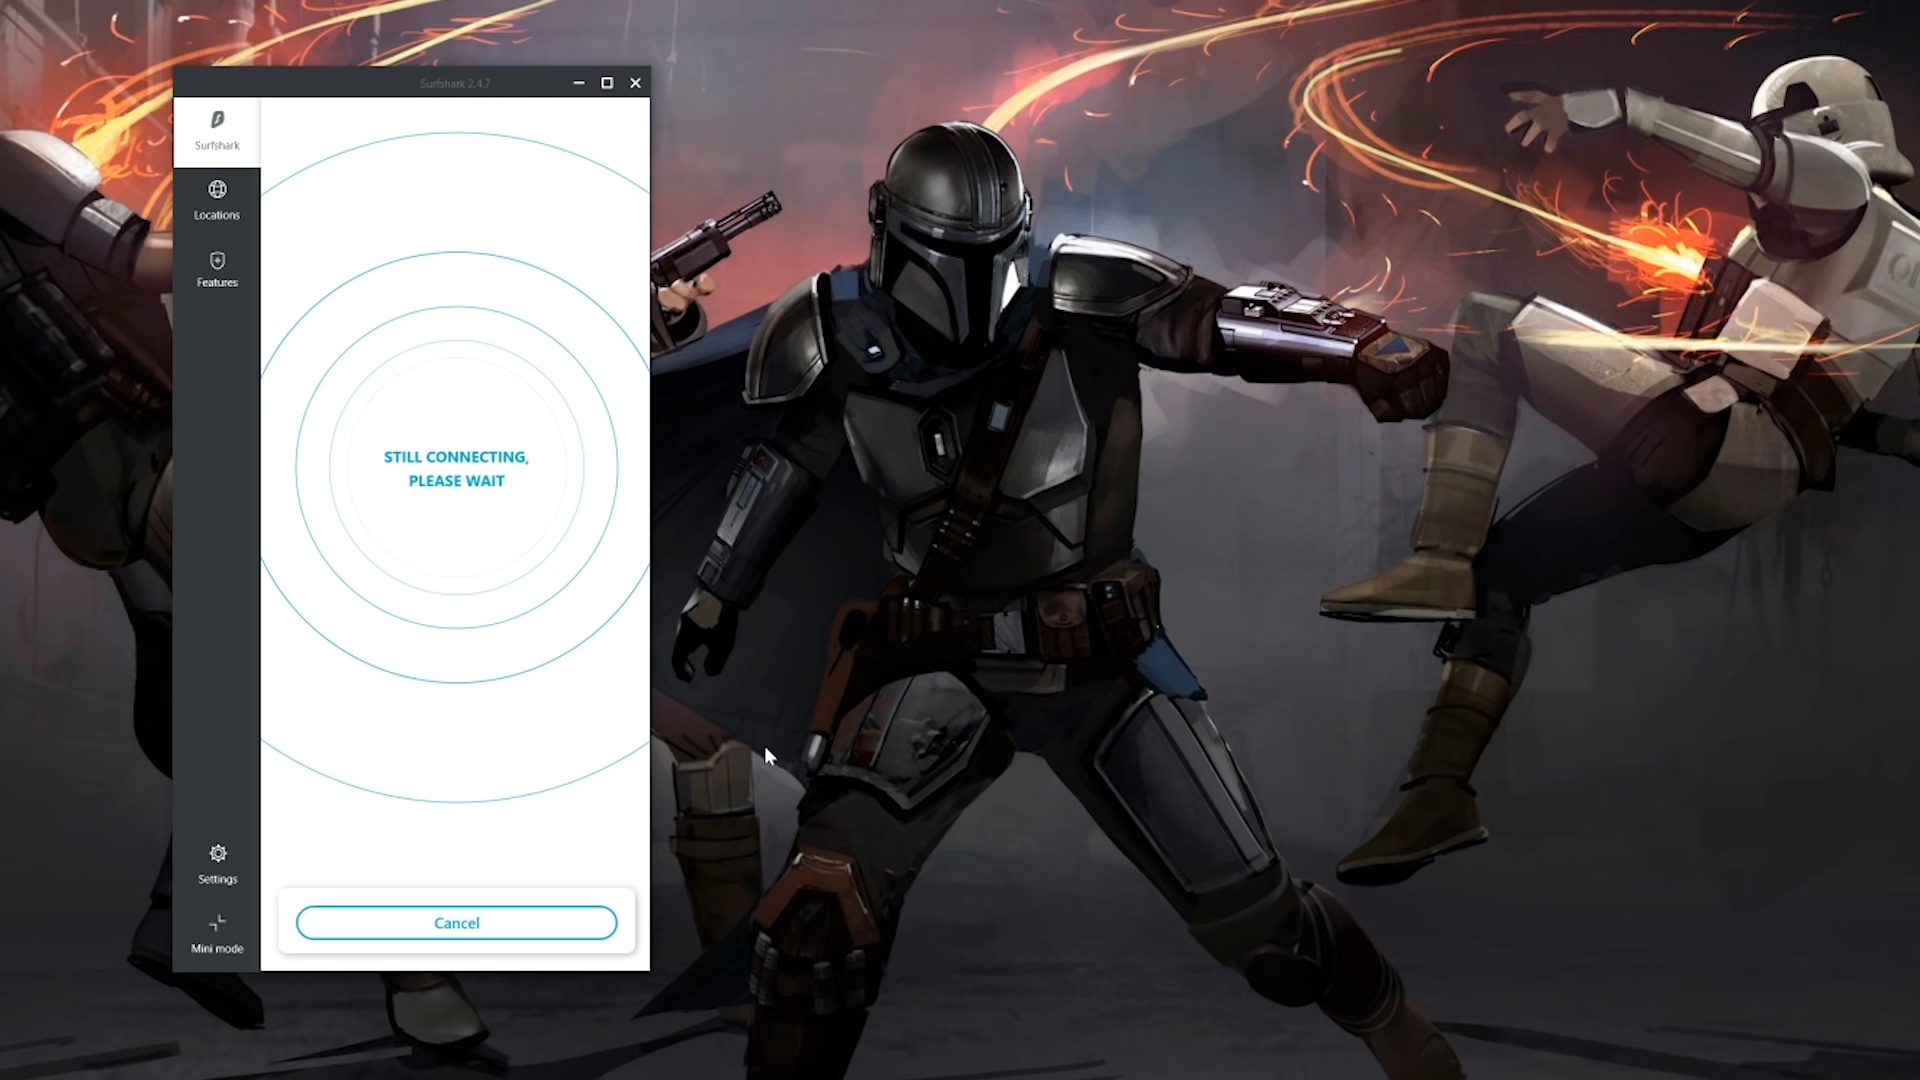 Surfshark 2.4.7
Surfshark
Locations
Features
STILL CONNECTING,
PLEASE WAIT
Settings
Cancel
Mini mode